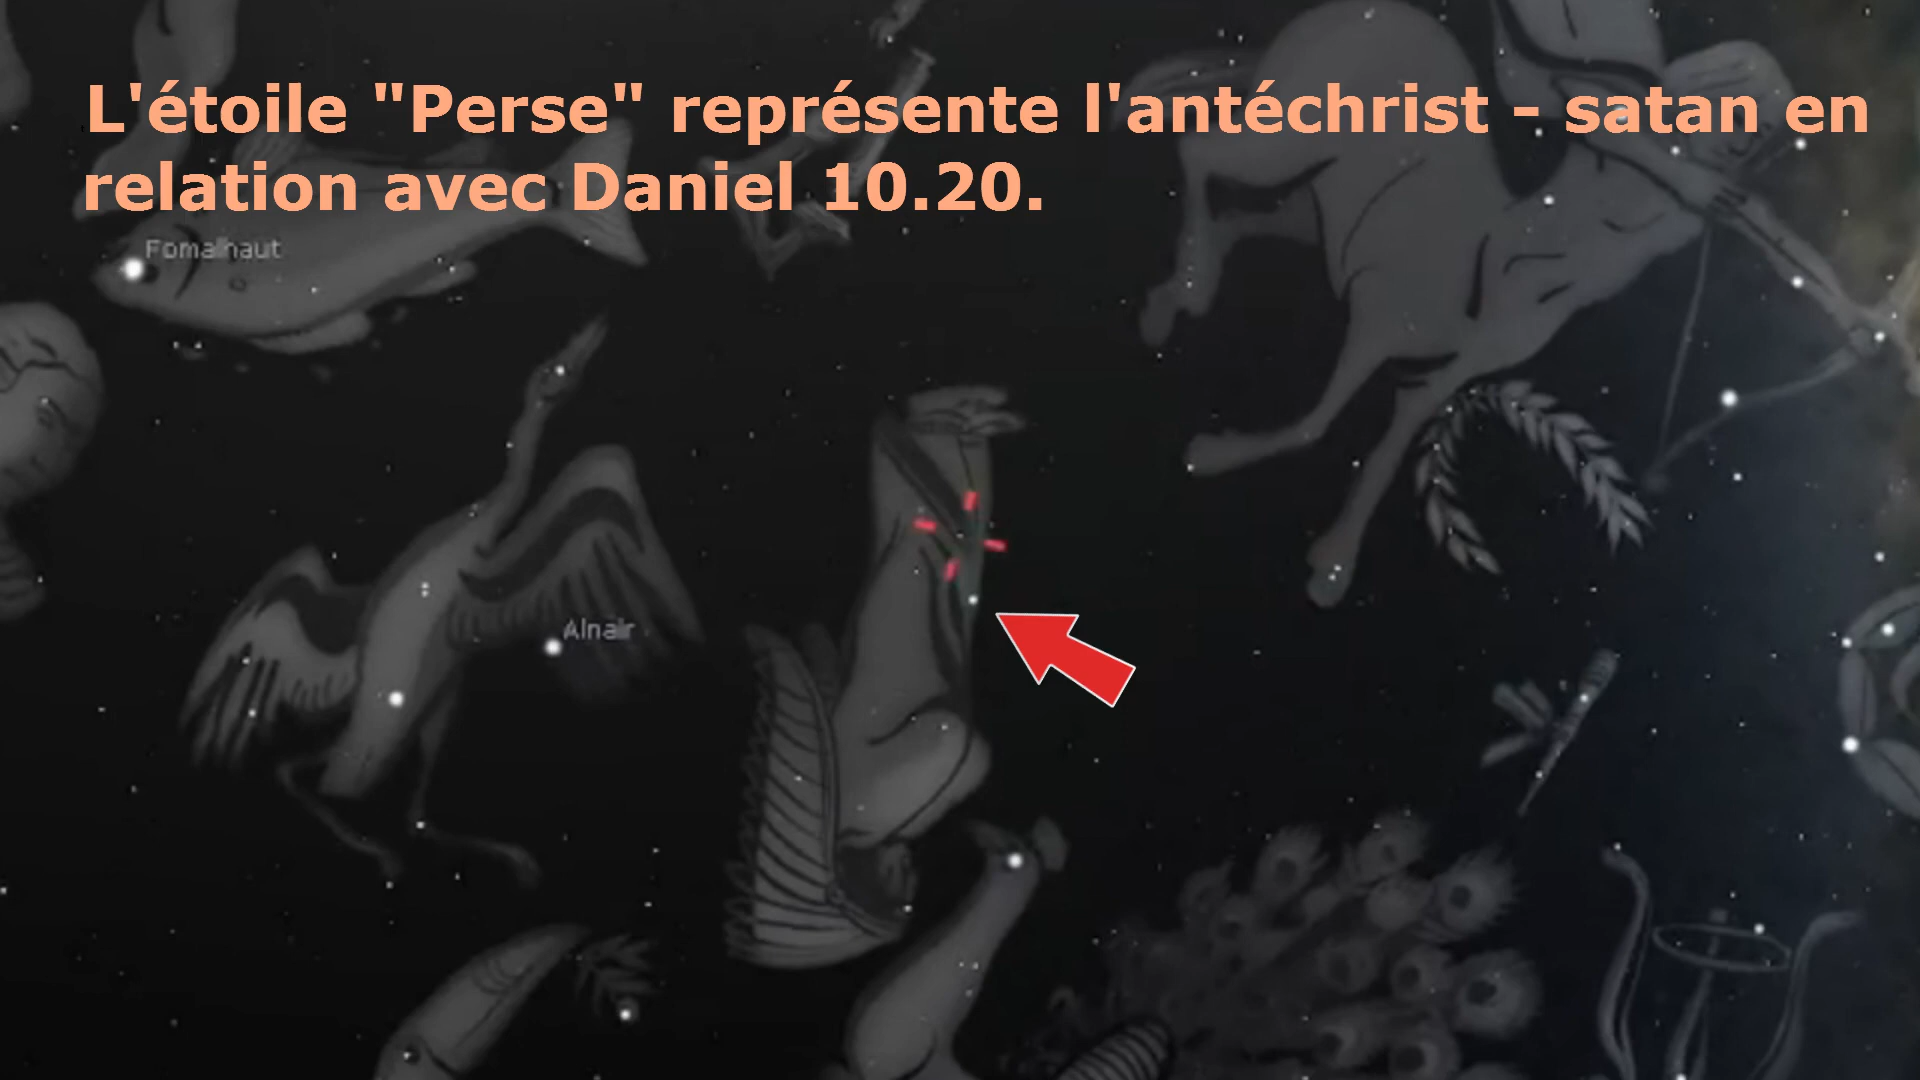 L'étoile "Perse" représente l'antéchrist - satan en
relation avec Daniel 10.20.
Fomalhaut
Alnair